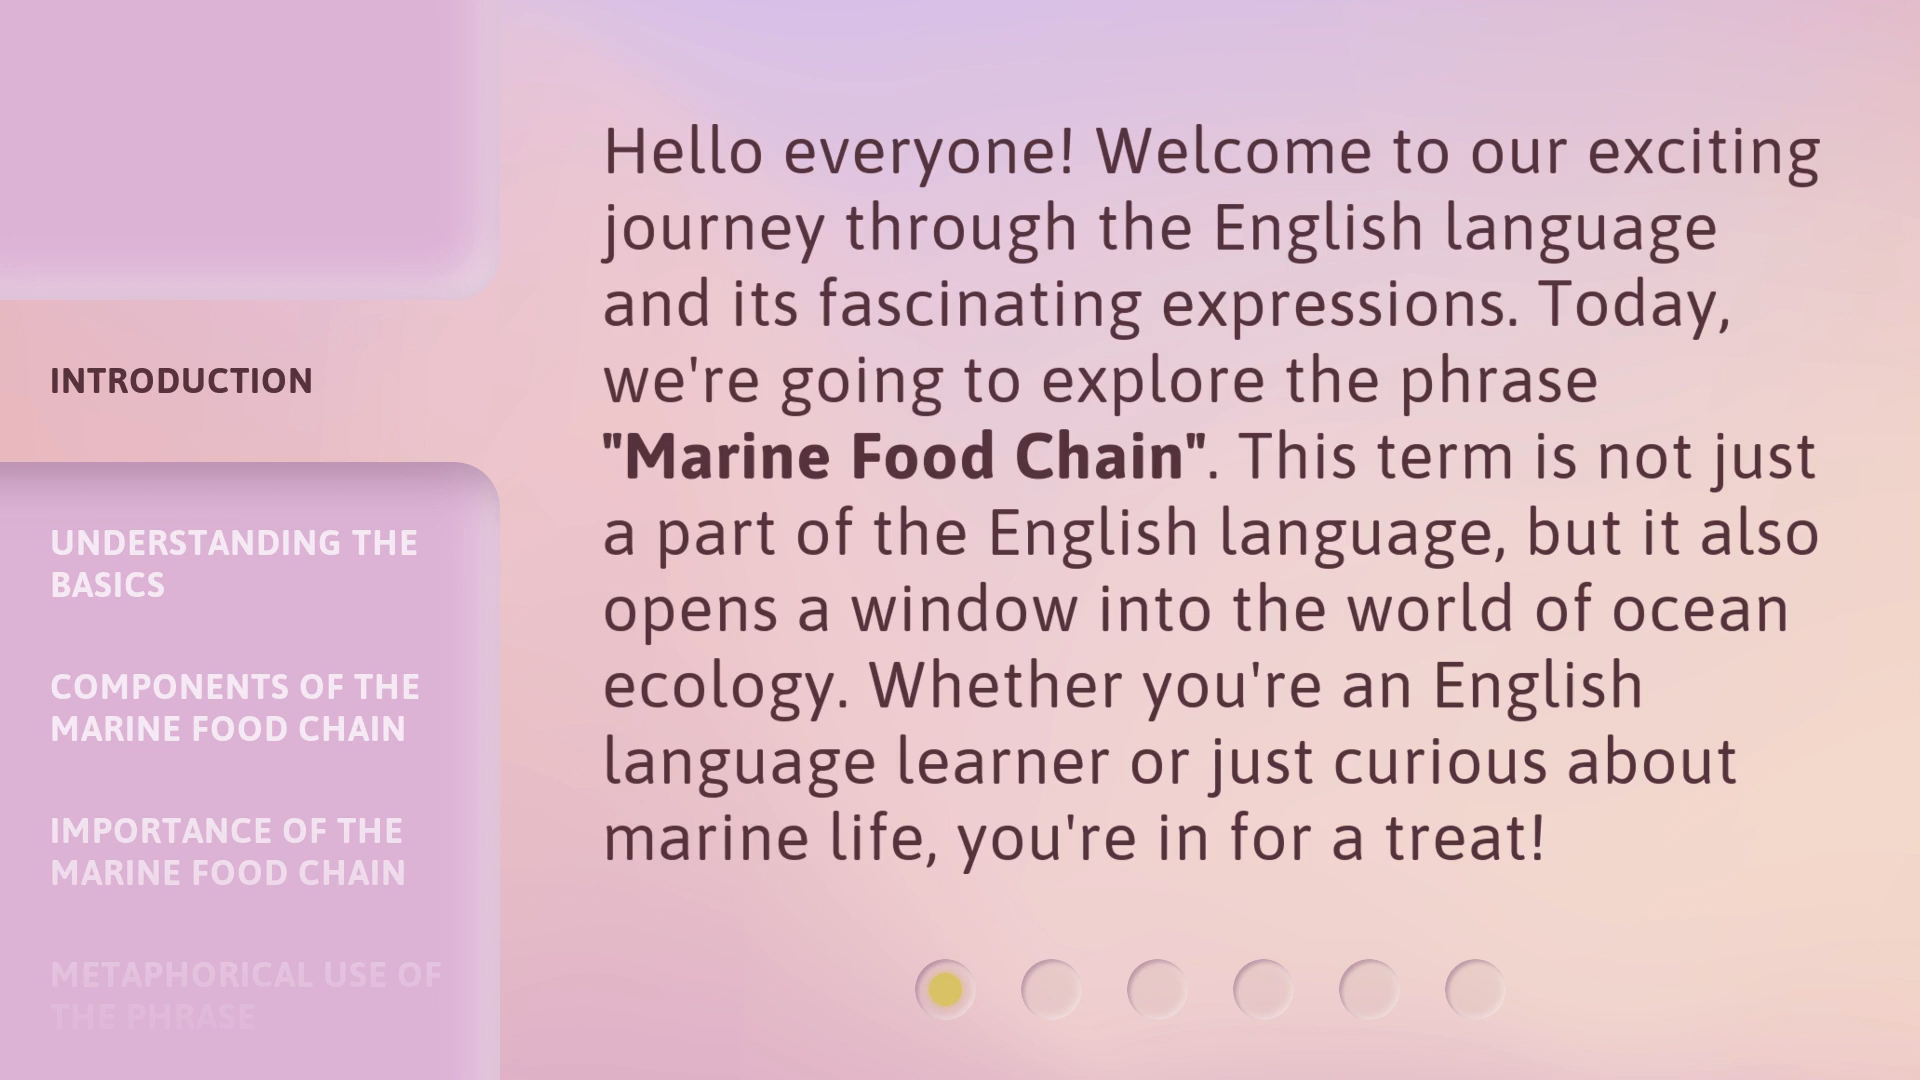 INTRODUCTION
UNDERSTANDING THE
BASICS
COMPONENTS OF THE
MARINE FOOD CHAIN
IMPORTANCE OF THE
MARINE FOOD CHAIN
METAPHORICAL USE OF
THE PHRASE
Hello everyone! Welcome to our exciting
journey through the English language
and its fascinating expressions. Today,
we're going to explore the phrase
"Marine Food Chain". This term is not just
a part of the English language, but it also
opens a window into the world of ocean
ecology. Whether you're an English
language learner or just curious about
marine life, you're in for a treat!